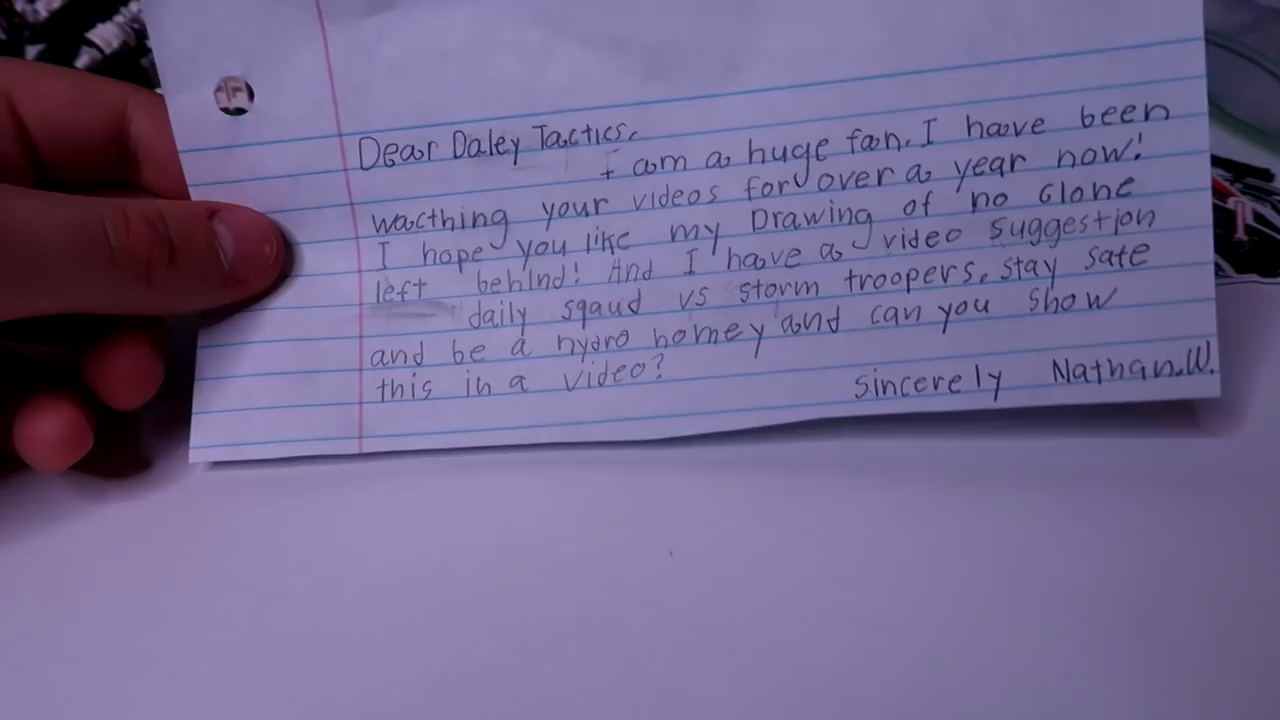 Dear Daley Tactics,
I am a huge fan. I have been
wacthing your videos for over a year now!
I hope you like my Drawing of no clone
left behind! And I have a video suggestion
daily sqaud vs storm troopers, stay safe
and be a hydro homey and can you show
this in a video?
Sincerely Nathan.W.